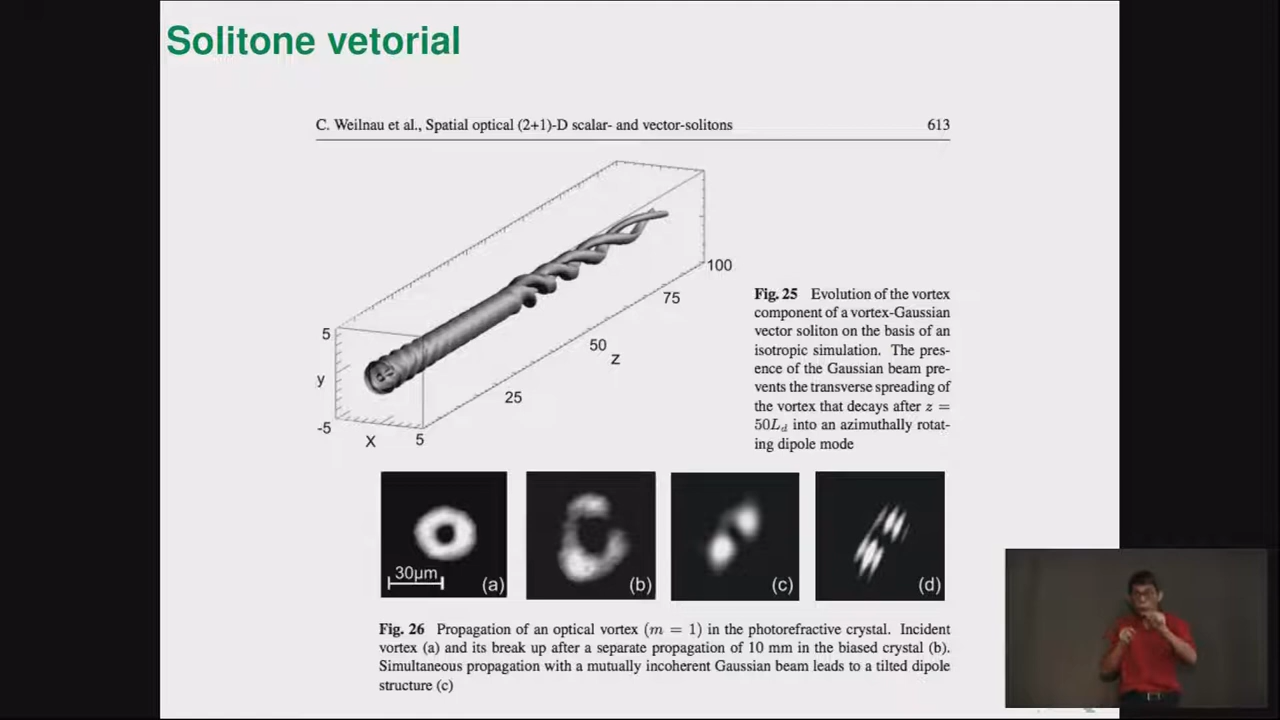 Solitone vetorial
C. Weilnau et al., Spatial optical (2+1)-D scalar- and vector-solitons 613
100
75
50
z
25
5
y
-5
X
5
Fig. 25 Evolution of the vortex
component of a vortex-Gaussian
vector soliton on the basis of an
isotropic simulation. The pres-
ence of the Gaussian beam pre-
vents the transverse spreading of
the vortex that decays after z =
50L_d into an azimuthally rotat-
ing dipole mode
30μm
(a)
(b)
(c)
(d)
Fig. 26 Propagation of an optical vortex (m = 1) in the photorefractive crystal. Incident
vortex (a) and its break up after a separate propagation of 10 mm in the biased crystal (b).
Simultaneous propagation with a mutually incoherent Gaussian beam leads to a tilted dipole
structure (c)